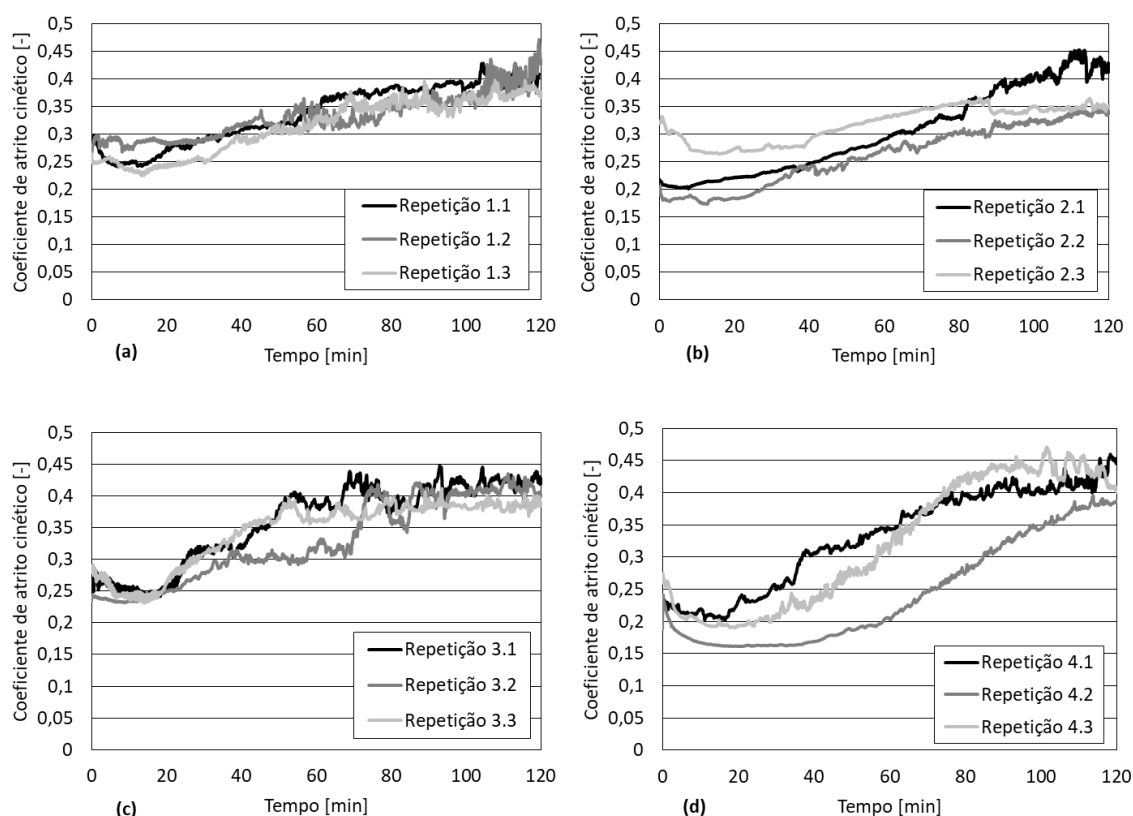 Coeficiente de atrito cinético [-]
0,5
0,45
0,4
0,35
0,3
0,25
0,2
0,15
0,1
0,05
0
Repetição 1.1
Repetição 1.2
Repetição 1.3
0 20 40 60 80 100 120
Tempo [min]
(a)
Coeficiente de atrito cinético [-]
0,5
0,45
0,4
0,35
0,3
0,25
0,2
0,15
0,1
0,05
0
Repetição 2.1
Repetição 2.2
Repetição 2.3
0 20 40 60 80 100 120
Tempo [min]
(b)
Coeficiente de atrito cinético [-]
0,5
0,45
0,4
0,35
0,3
0,25
0,2
0,15
0,1
0,05
0
Repetição 3.1
Repetição 3.2
Repetição 3.3
0 20 40 60 80 100 120
Tempo [min]
(c)
Coeficiente de atrito cinético [-]
0,5
0,45
0,4
0,35
0,3
0,25
0,2
0,15
0,1
0,05
0
Repetição 4.1
Repetição 4.2
Repetição 4.3
0 20 40 60 80 100 120
Tempo [min]
(d)